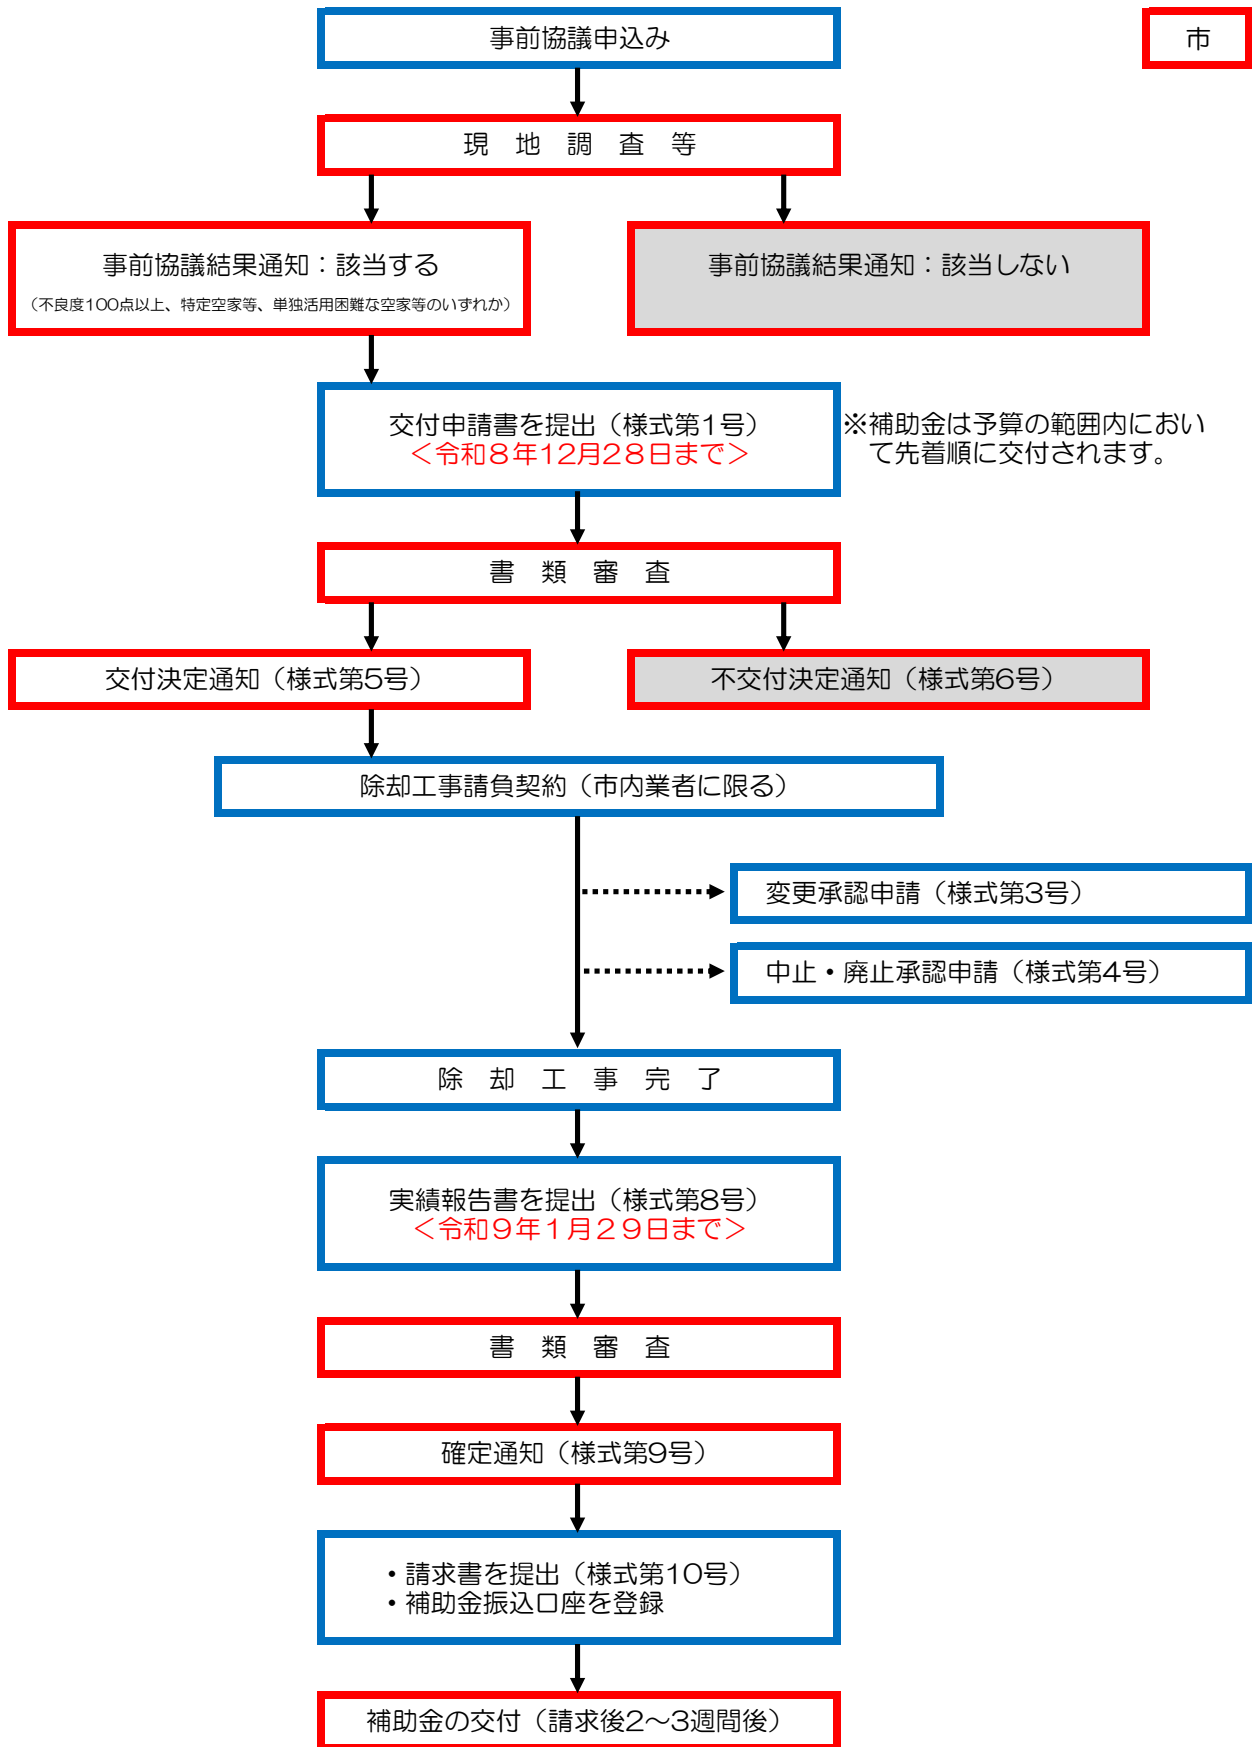 事前協議申込み
市
現　地　調　査　等
事前協議結果通知：該当する
（不良度100点以上、特定空家等、単独活用困難な空家等のいずれか）
事前協議結果通知：該当しない
交付申請書を提出（様式第1号）
＜令和８年12月２８日まで＞
※補助金は予算の範囲内におい
て先着順に交付されます。
書　類　審　査
交付決定通知（様式第5号）
不交付決定通知（様式第6号）
除却工事請負契約（市内業者に限る）
変更承認申請（様式第3号）
中止・廃止承認申請（様式第4号）
除　却　工　事　完　了
実績報告書を提出（様式第8号）
＜令和９年１月２９日まで＞
書　類　審　査
確定通知（様式第9号）
・請求書を提出（様式第10号）
・補助金振込口座を登録
補助金の交付（請求後2～3週間後）